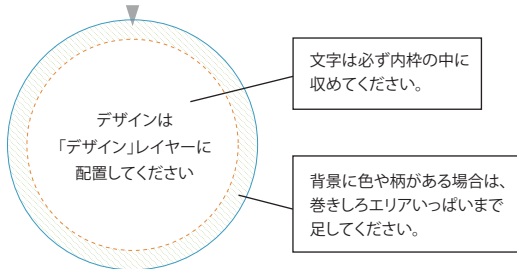 デザインは
「デザイン」レイヤーに
配置してください
文字は必ず内枠の中に
収めてください。
背景に色や柄がある場合は、
巻きしろエリアいっぱいまで
足してください。